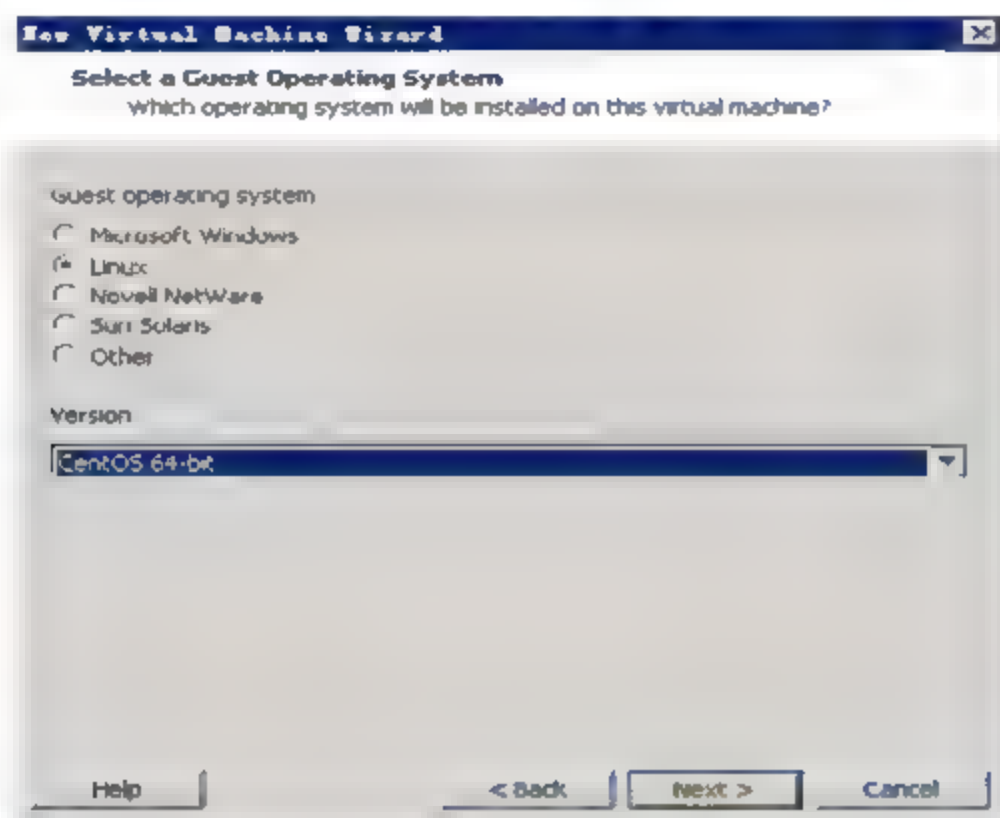 New Virtual Machine Wizard
Select a Guest Operating System
Which operating system will be installed on this virtual machine?
Guest operating system
Microsoft Windows
Linux
Novell NetWare
Sun Solaris
Other
Version
CentOS 64-bit
Help
< Back
Next >
Cancel